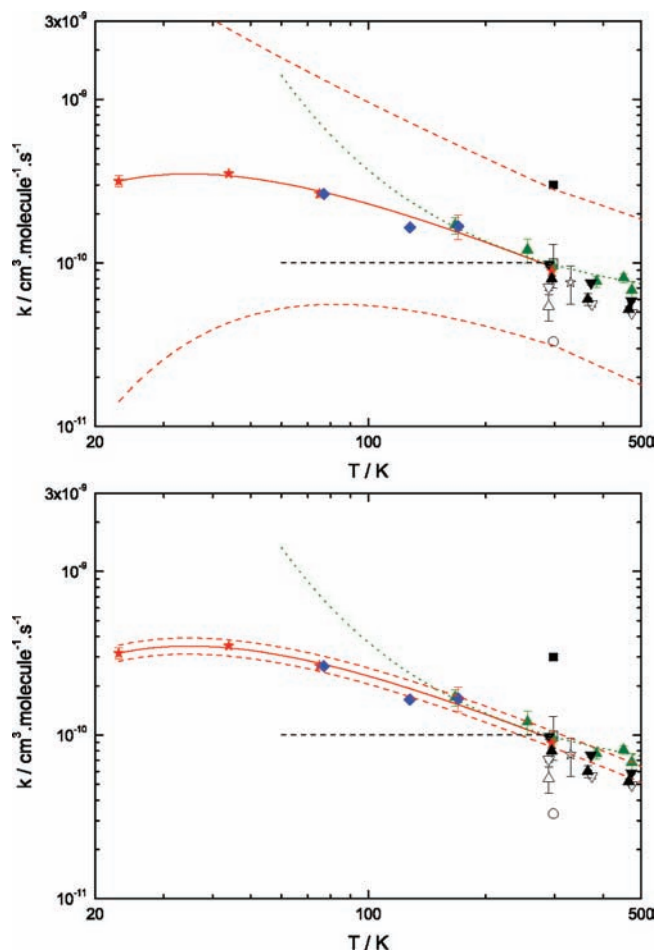 3x10⁻⁹
10⁻⁹
k / cm³.molecule⁻¹.s⁻¹
10⁻¹⁰
10⁻¹¹
20 100 500
T / K
3x10⁻⁹
10⁻⁹
k / cm³.molecule⁻¹.s⁻¹
10⁻¹⁰
10⁻¹¹
20 100 500
T / K